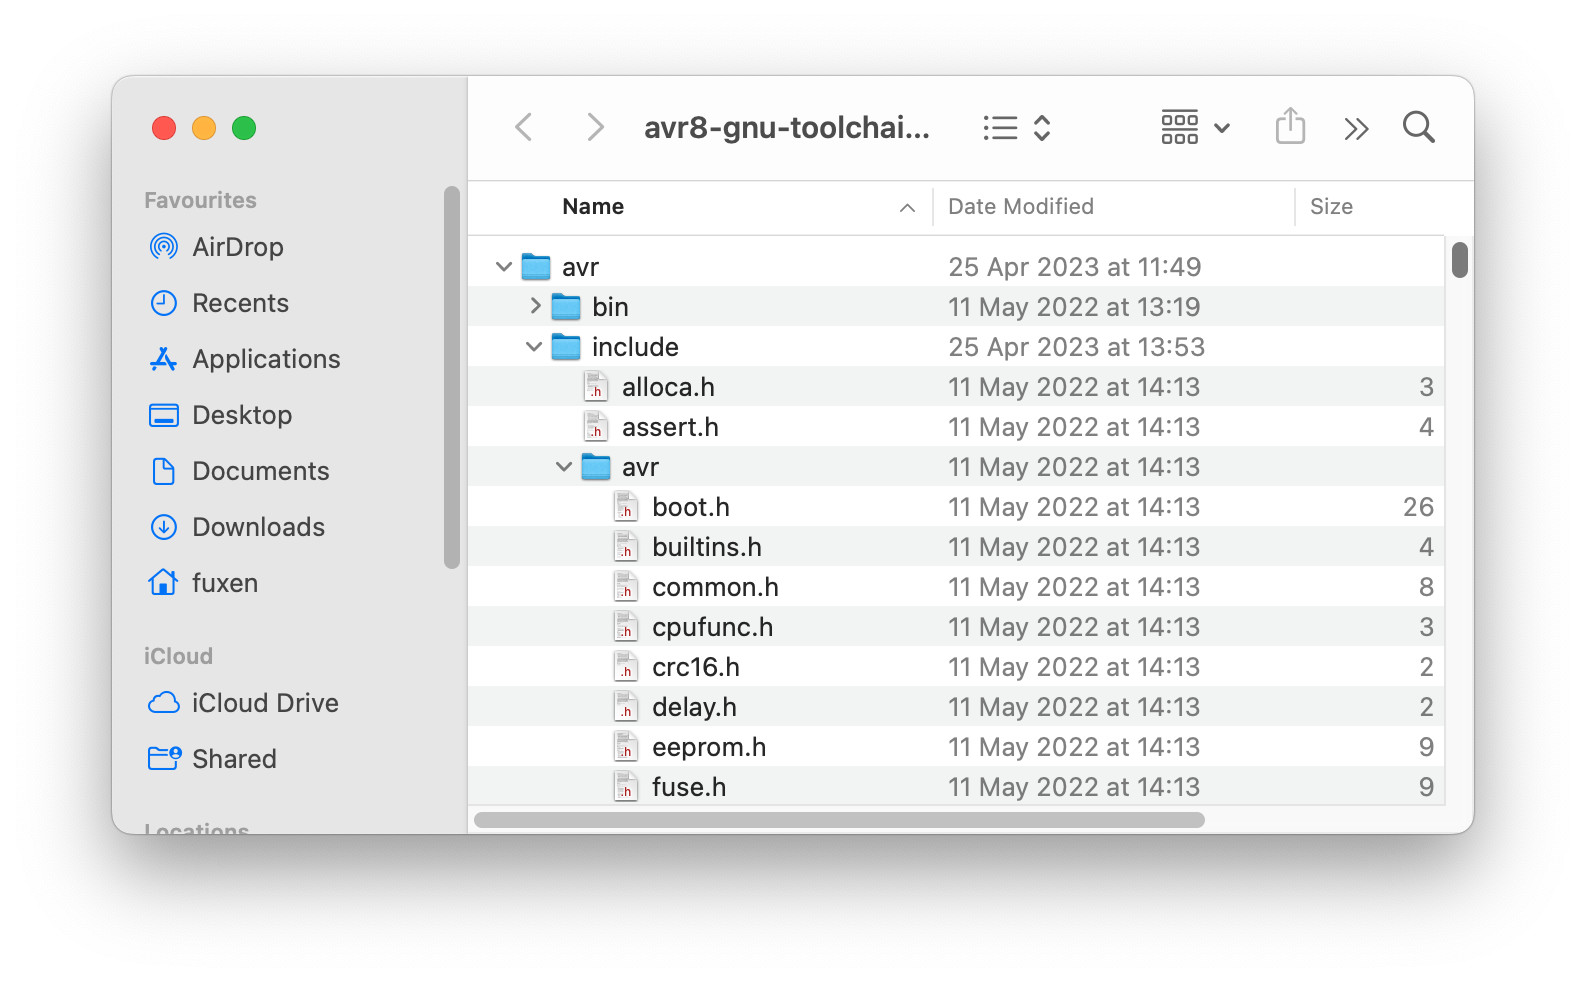 avr8-gnu-toolchai...
Favourites
AirDrop
Recents
Applications
Desktop
Documents
Downloads
fuxen
iCloud
iCloud Drive
Shared
Locations
Name Date Modified Size
avr 25 Apr 2023 at 11:49
bin 11 May 2022 at 13:19
include 25 Apr 2023 at 13:53
.h alloca.h 11 May 2022 at 14:13 3
.h assert.h 11 May 2022 at 14:13 4
avr 11 May 2022 at 14:13
.h boot.h 11 May 2022 at 14:13 26
.h builtins.h 11 May 2022 at 14:13 4
.h common.h 11 May 2022 at 14:13 8
.h cpufunc.h 11 May 2022 at 14:13 3
.h crc16.h 11 May 2022 at 14:13 2
.h delay.h 11 May 2022 at 14:13 2
.h eeprom.h 11 May 2022 at 14:13 9
.h fuse.h 11 May 2022 at 14:13 9